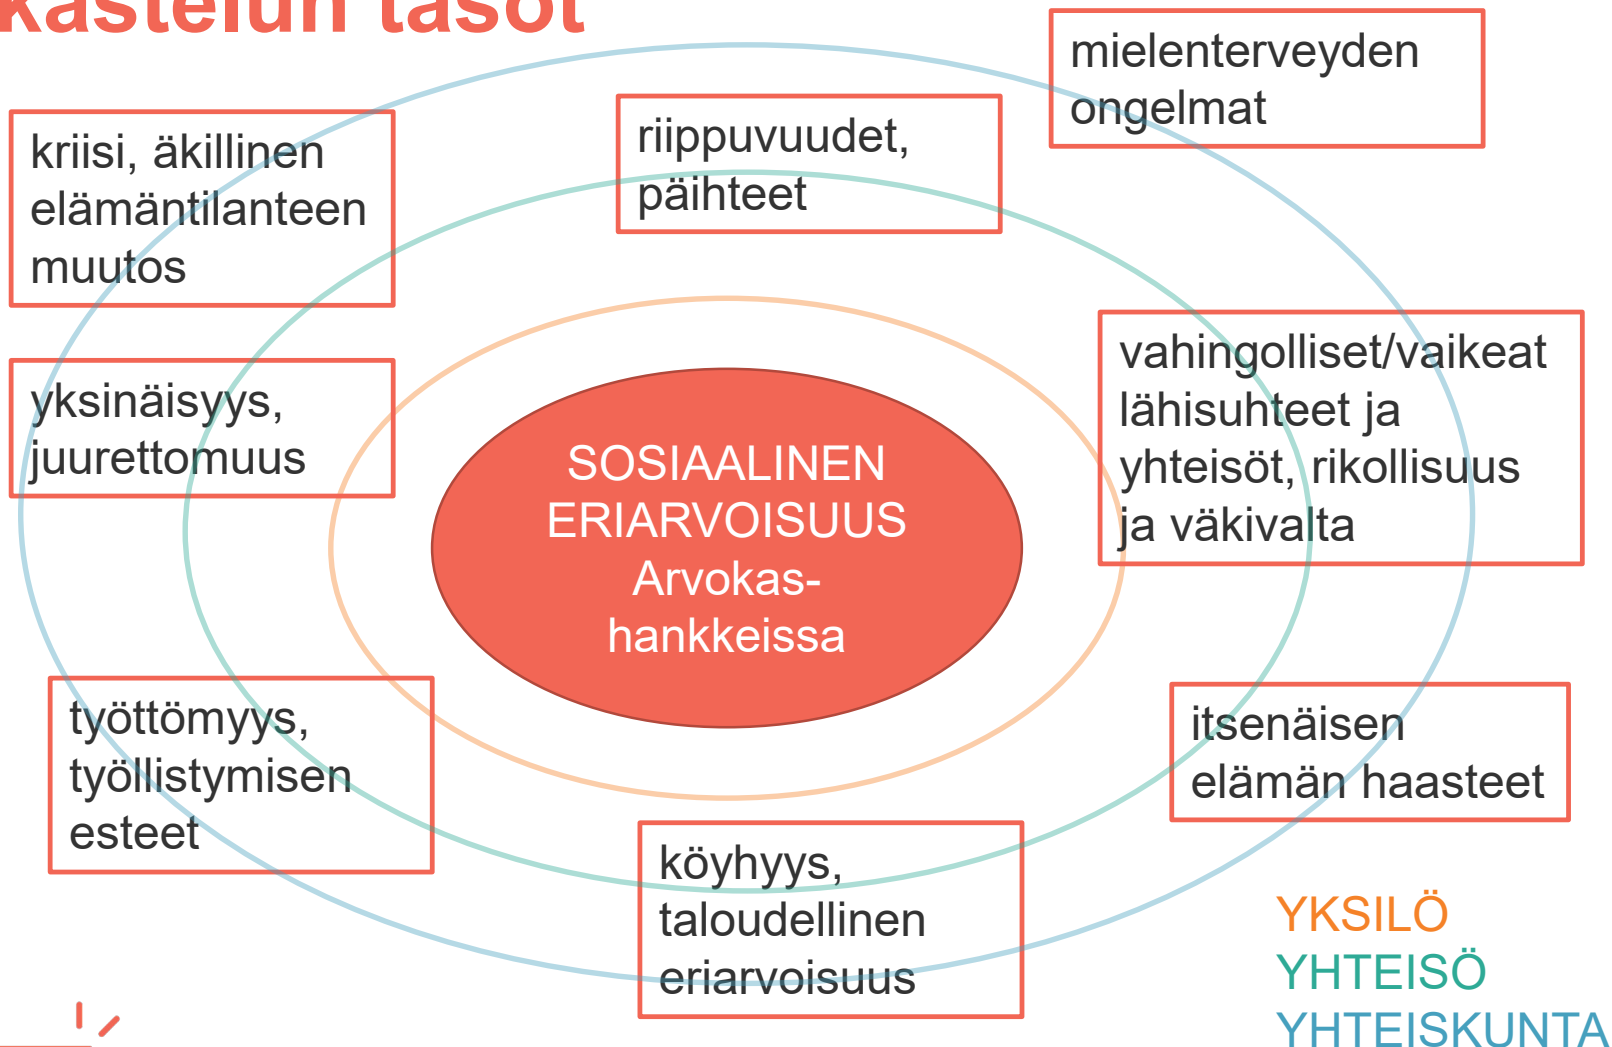 kastelun tasot
mielenterveyden
ongelmat
riippuvuudet,
päihteet
kriisi, äkillinen
elämäntilanteen
muutos
vahingolliset/vaikeat
lähisuhteet ja
yhteisöt, rikollisuus
ja väkivalta
yksinäisyys,
juurettomuus
SOSIAALINEN
ERIARVOISUUS
Arvokas-
hankkeissa
työttömyys,
työllistymisen
esteet
itsenäisen
elämän haasteet
köyhyys,
taloudellinen
eriarvoisuus
YKSILÖ
YHTEISÖ
YHTEISKUNTA